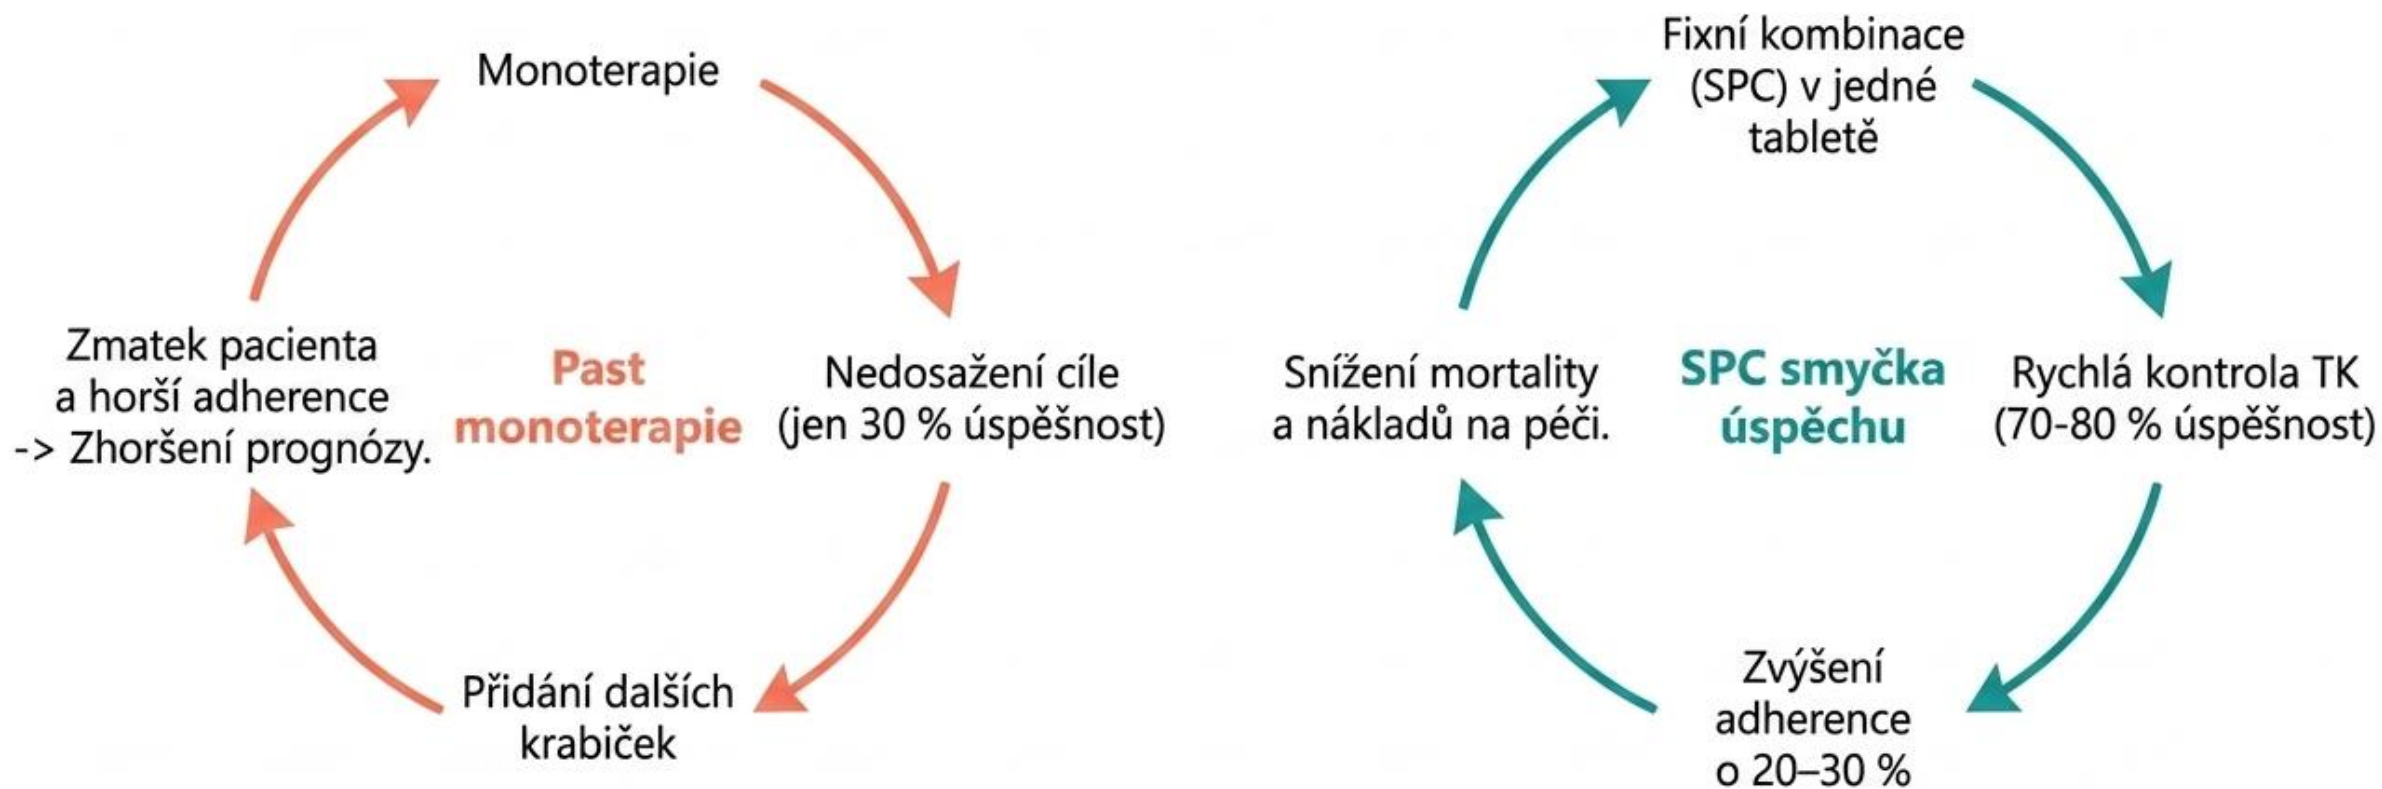 Monoterapie
Nedosažení cíle
(jen 30 % úspěšnost)
Přidání dalších
krabiček
Zmatek pacienta
a horší adherence
-> Zhoršení prognózy.
Past
monoterapie
Fixní kombinace
(SPC) v jedné
tabletě
Rychlá kontrola TK
(70-80 % úspěšnost)
Zvýšení
adherence
o 20–30 %
Snížení mortality
a nákladů na péči.
SPC smyčka
úspěchu